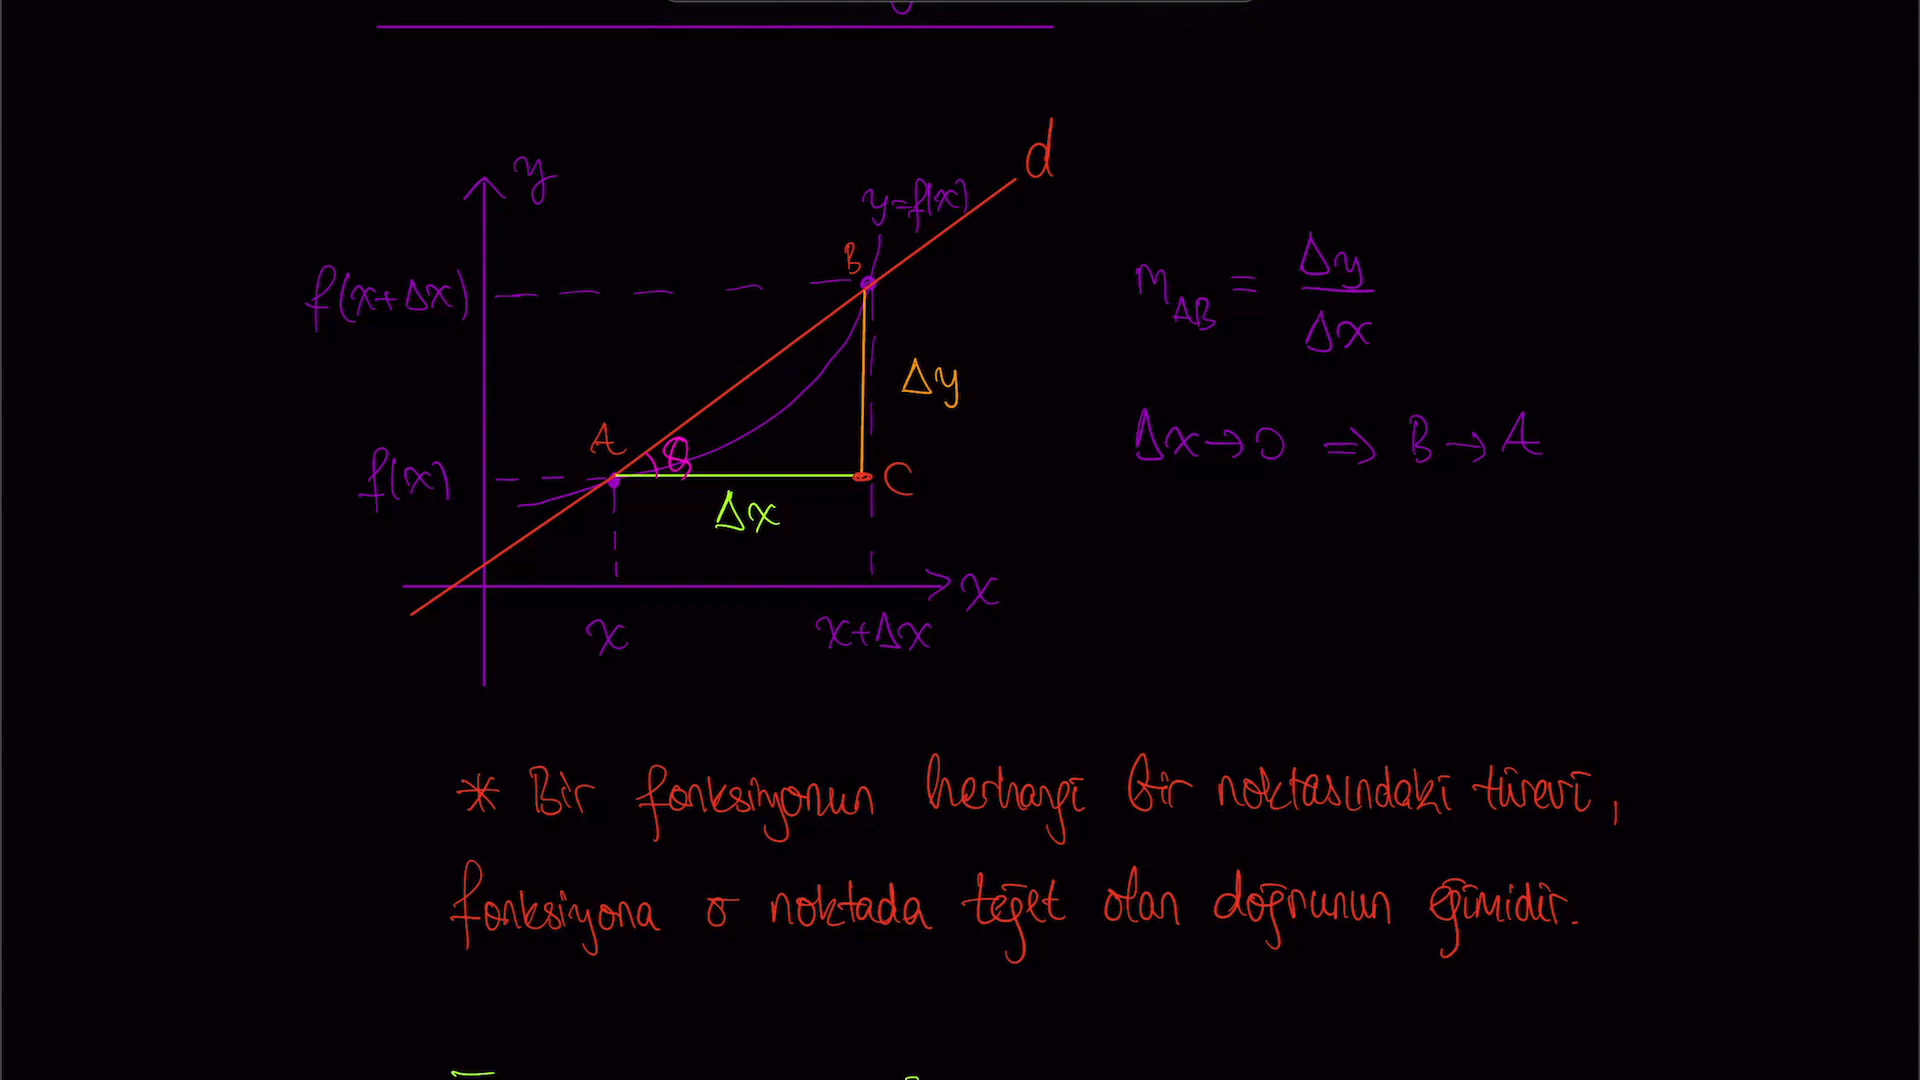 y
y=f(x)
d
B
f(x+Δx)
m_AB = Δy/Δx
Δy
A
θ
Δx→0 ⇒ B→A
f(x)
C
Δx
x
x
x+Δx
* Bir fonksiyonun herhangi bir noktasındaki türevi,
fonksiyona o noktada teğet olan doğrunun eğimidir.